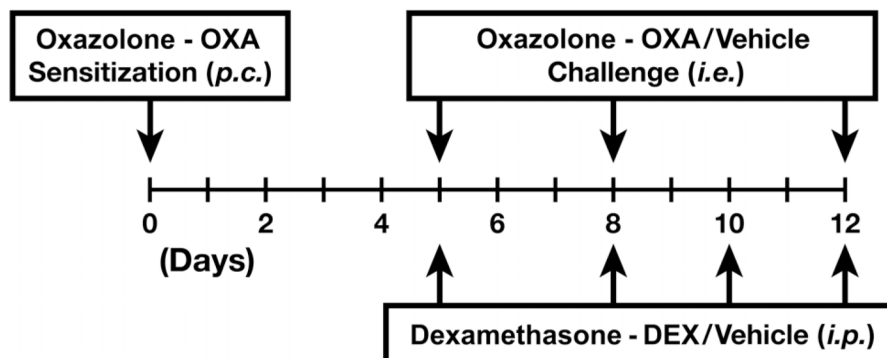 Oxazolone - OXA
Sensitization (p.c.)
Oxazolone - OXA/Vehicle
Challenge (i.e.)
0 2 4 6 8 10 12
(Days)
Dexamethasone - DEX/Vehicle (i.p.)